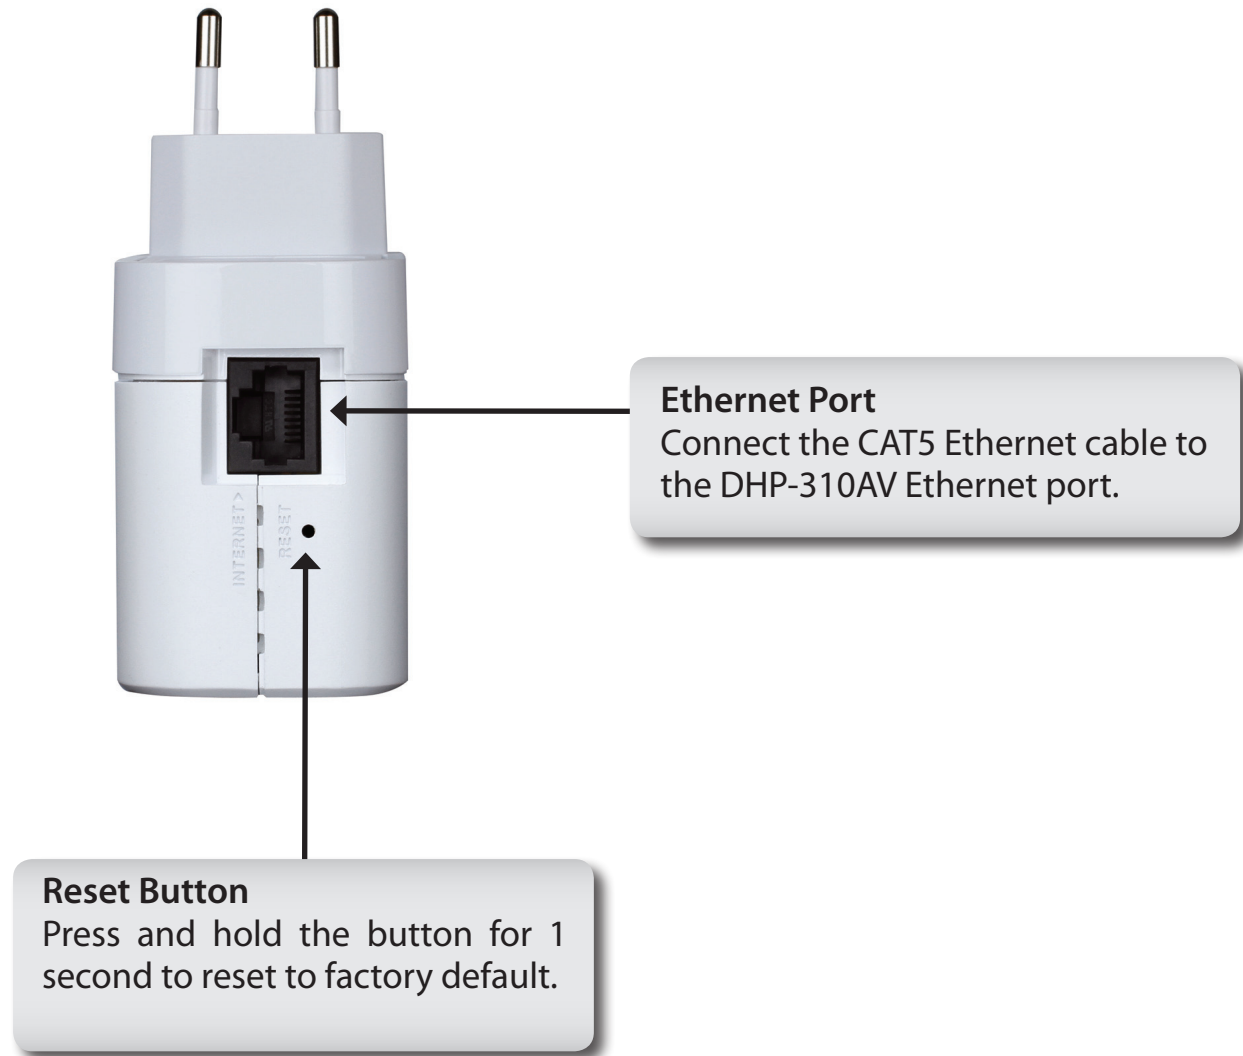 Ethernet Port
Connect the CAT5 Ethernet cable to
the DHP-310AV Ethernet port.
INTERNET>
RESET
Reset Button
Press and hold the button for 1
second to reset to factory default.